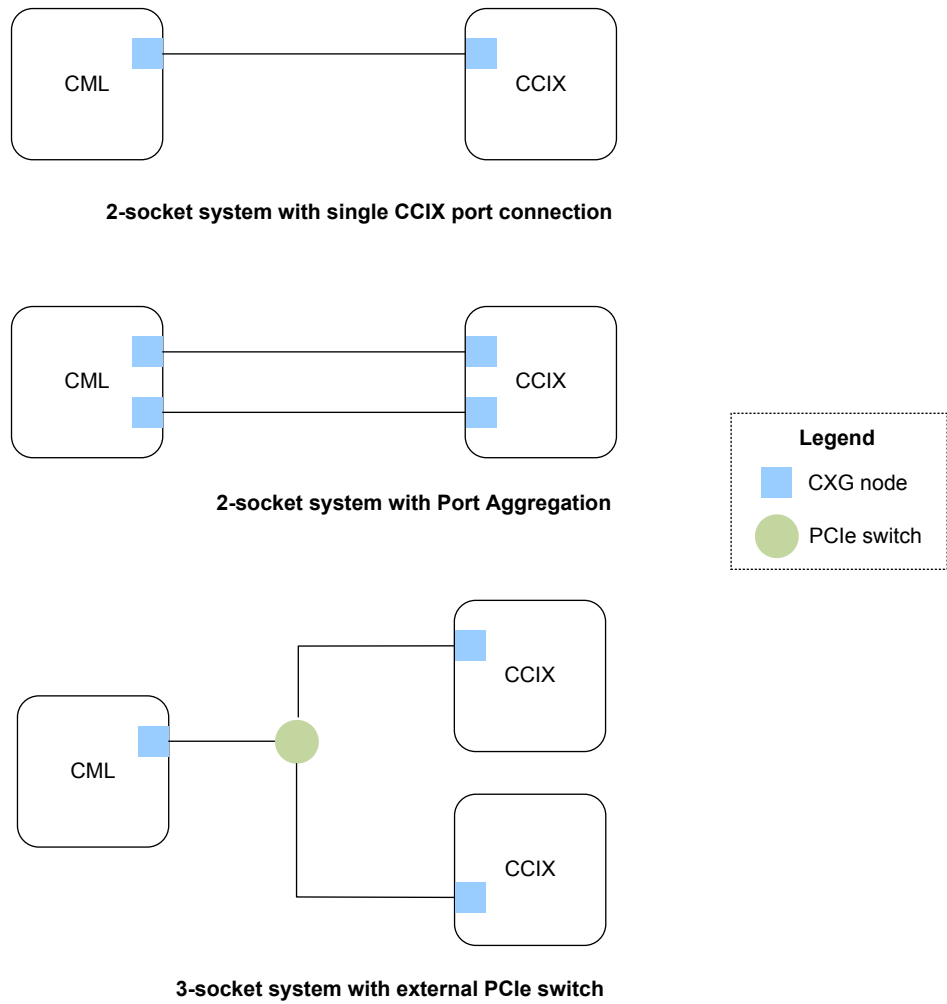 CML
CCIX
2-socket system with single CCIX port connection
CML
CCIX
2-socket system with Port Aggregation
Legend
CXG node
PCIe switch
CCIX
CML
CCIX
3-socket system with external PCIe switch